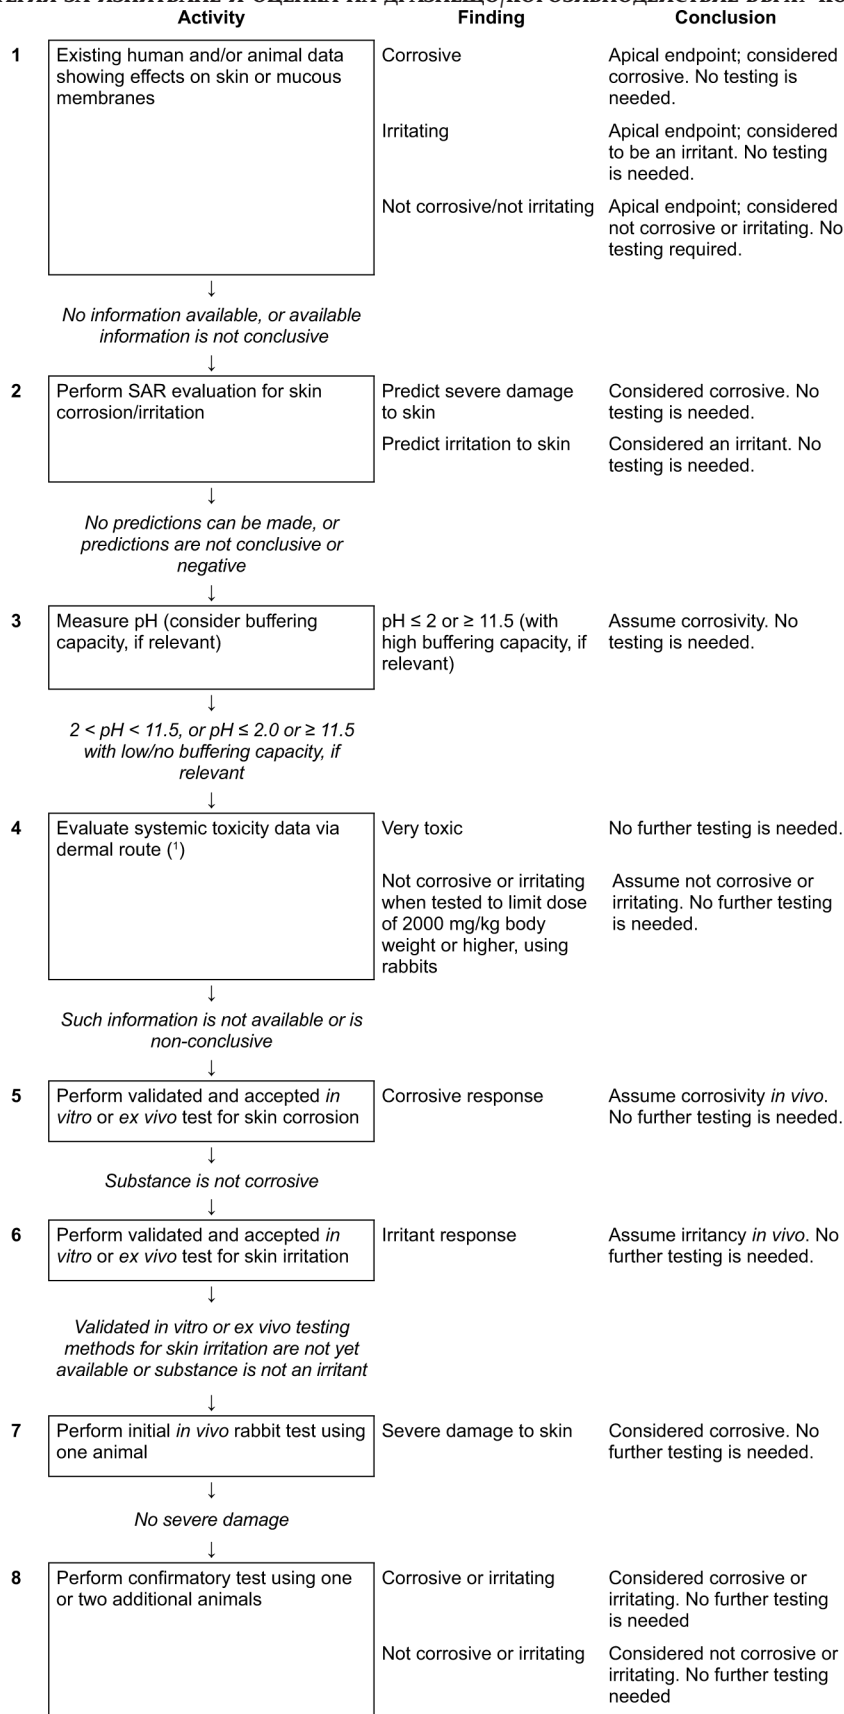 Activity Finding Conclusion
1 Existing human and/or animal data Corrosive Apical endpoint; considered
showing effects on skin or mucous corrosive. No testing is
membranes needed.
Irritating Apical endpoint; considered
to be an irritant. No testing
is needed.
Not corrosive/not irritating Apical endpoint; considered
not corrosive or irritating. No
testing required.
↓
No information available, or available
information is not conclusive
↓
2 Perform SAR evaluation for skin Predict severe damage Considered corrosive. No
corrosion/irritation to skin testing is needed.
Predict irritation to skin Considered an irritant. No
testing is needed.
↓
No predictions can be made, or
predictions are not conclusive or
negative
↓
3 Measure pH (consider buffering pH ≤ 2 or ≥ 11.5 (with Assume corrosivity. No
capacity, if relevant) high buffering capacity, if testing is needed.
relevant)
↓
2 < pH < 11.5, or pH ≤ 2.0 or ≥ 11.5
with low/no buffering capacity, if
relevant
↓
4 Evaluate systemic toxicity data via Very toxic No further testing is needed.
dermal route (¹)
Not corrosive or irritating Assume not corrosive or
when tested to limit dose irritating. No further testing
of 2000 mg/kg body is needed.
weight or higher, using
rabbits
↓
Such information is not available or is
non-conclusive
↓
5 Perform validated and accepted in Corrosive response Assume corrosivity in vivo.
vitro or ex vivo test for skin corrosion No further testing is needed.
↓
Substance is not corrosive
↓
6 Perform validated and accepted in Irritant response Assume irritancy in vivo. No
vitro or ex vivo test for skin irritation further testing is needed.
↓
Validated in vitro or ex vivo testing
methods for skin irritation are not yet
available or substance is not an irritant
↓
7 Perform initial in vivo rabbit test using Severe damage to skin Considered corrosive. No
one animal further testing is needed.
↓
No severe damage
↓
8 Perform confirmatory test using one Corrosive or irritating Considered corrosive or
or two additional animals irritating. No further testing
is needed
Not corrosive or irritating Considered not corrosive or
irritating. No further testing
needed